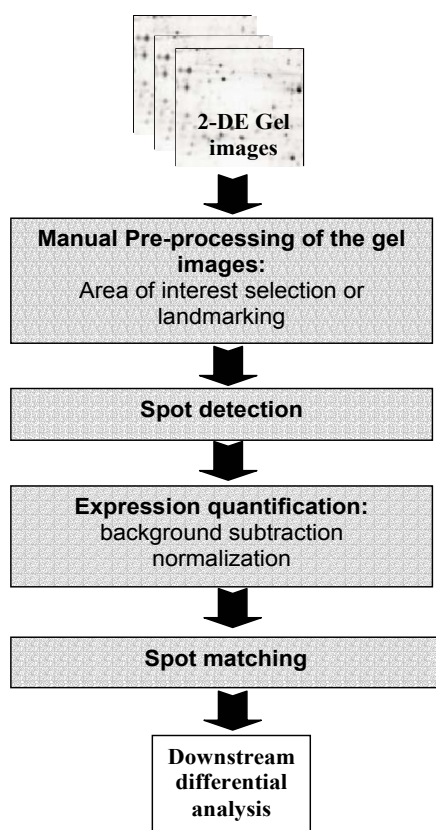 2-DE Gel
images
Manual Pre-processing of the gel
images:
Area of interest selection or
landmarking
Spot detection
Expression quantification:
background subtraction
normalization
Spot matching
Downstream
differential
analysis